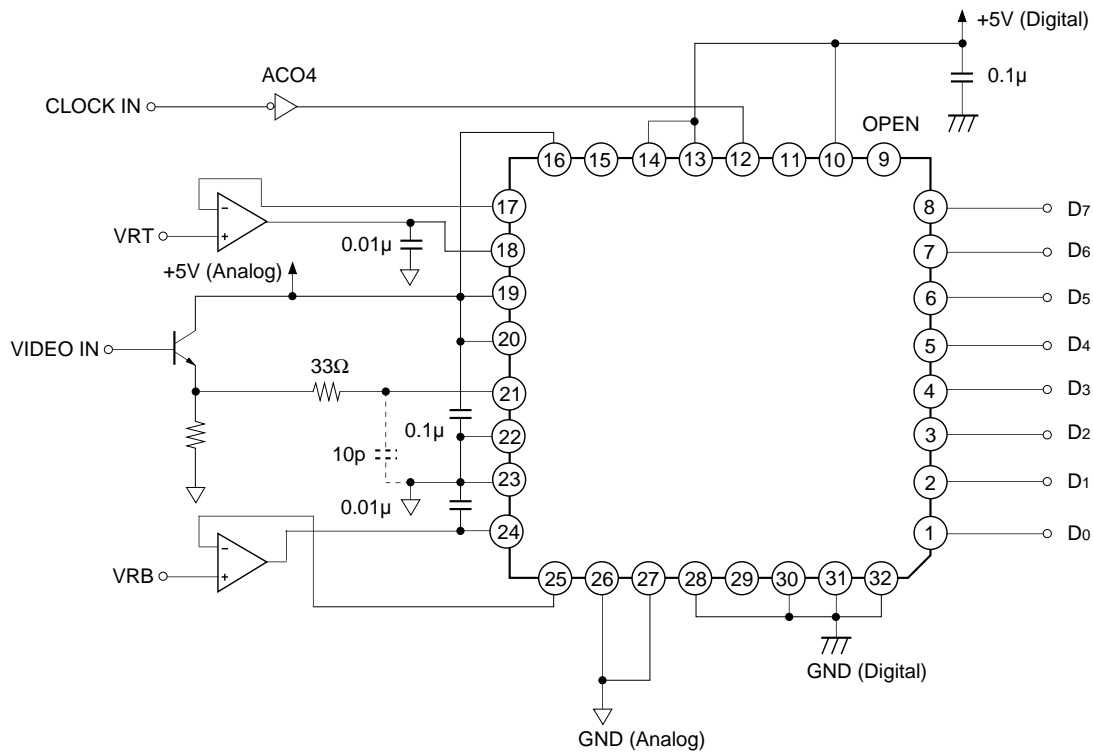 +5V (Digital)
ACO4
CLOCK IN
0.1µ
OPEN
16 15 14 13 12 11 10 9
17
8 D7
VRT
18
0.01µ
7 D6
+5V (Analog)
19
6 D5
20
5 D4
VIDEO IN
33Ω
21
4 D3
0.1µ
22
3 D2
10p
23
2 D1
0.01µ
24
1 D0
VRB
25 26 27 28 29 30 31 32
GND (Digital)
GND (Analog)